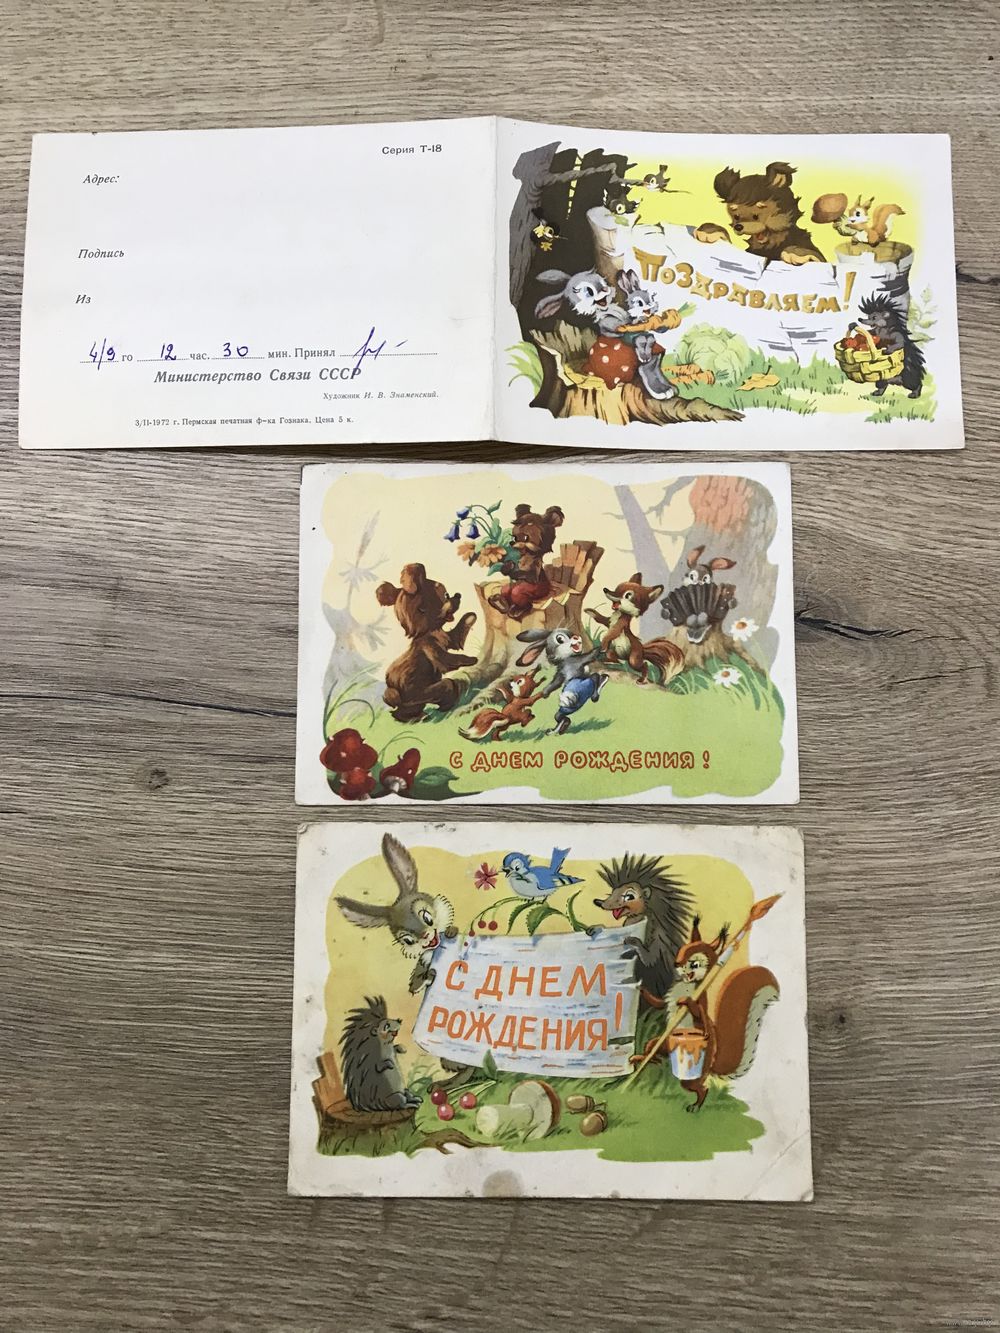 Серия Т-18
Адрес:
Подпись
Из
4/9 го 12 час. 30 мин. Принял
Министерство Связи СССР
Художник И. В. Знаменский.
3/II-1972 г. Пермская печатная ф-ка Гознака. Цена 5 к.
Поздравляем!
С ДНЕМ РОЖДЕНИЯ!
С ДНЕМ
РОЖДЕНИЯ!